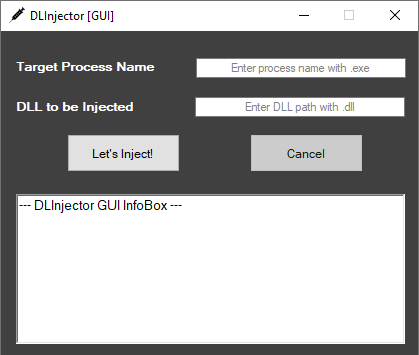 DLInjector [GUI]
Target Process Name
Enter process name with .exe
DLL to be Injected
Enter DLL path with .dll
Let's Inject!
Cancel
--- DLInjector GUI InfoBox ---